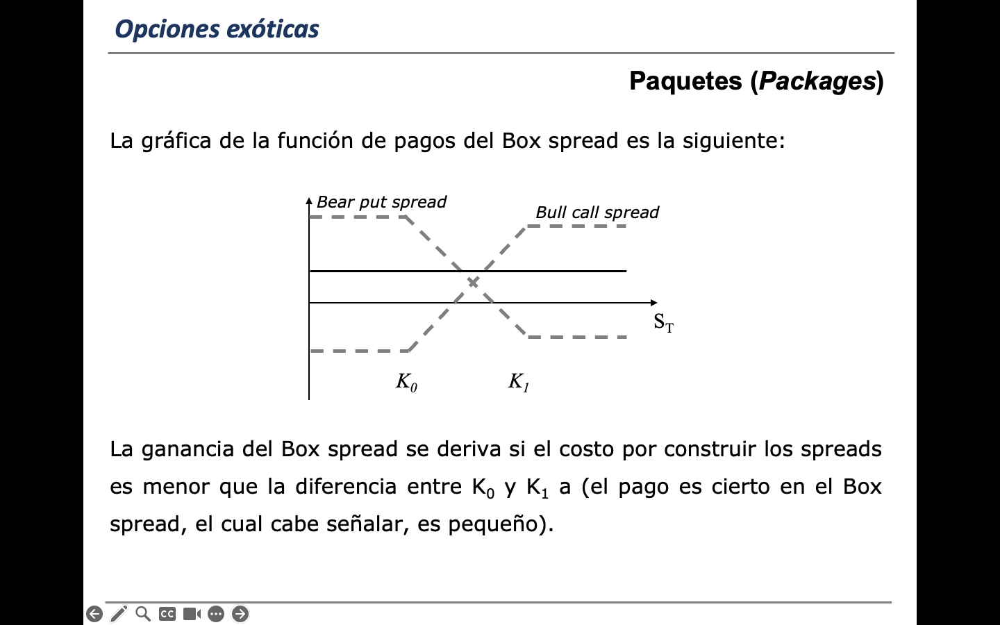 Opciones exóticas
Paquetes (Packages)
La gráfica de la función de pagos del Box spread es la siguiente:
Bear put spread
Bull call spread
S_T
K_0
K_1
La ganancia del Box spread se deriva si el costo por construir los spreads
es menor que la diferencia entre K_0 y K_1 a (el pago es cierto en el Box
spread, el cual cabe señalar, es pequeño).
CC